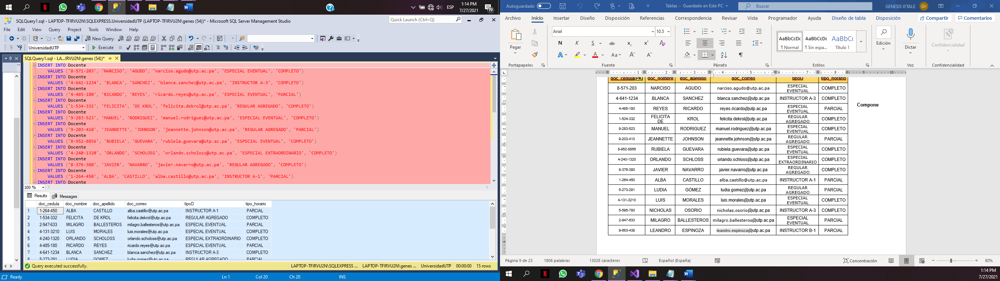 1:14 PM
ESP
7/27/2021
19
SQLQuery1.sql - LAPTOP-TFIRVU2N\SQLEXPRESS.UniversidadUTP (LAPTOP-TFIRVU2N\genes (54))* - Microsoft SQL Server Management Studio
Quick Launch (Ctrl+Q)
File Edit View Query Project Tools Window Help
New Query
MDX DMX XMLA DAX
UniversidadUTP
Execute
SQLQuery1.sql - LA...IRVU2N\genes (54))*
INSERT INTO Docente
VALUES ('8-571-203', 'NARCISO', 'AGUDO', 'narciso.agudo@utp.ac.pa', 'ESPECIAL EVENTUAL', 'COMPLETO')
INSERT INTO Docente
VALUES ('4-641-1234', 'BLANCA', 'SANCHEZ', 'blanca.sanchez@utp.ac.pa', 'INSTRUCTOR A-3', 'COMPLETO')
INSERT INTO Docente
VALUES ('4-485-180', 'RICARDO', 'REYES', 'ricardo.reyes@utp.ac.pa', 'ESPECIAL EVENTUAL', 'PARCIAL')
INSERT INTO Docente
VALUES ('1-534-332', 'FELICITA', 'DE KROL', 'felicita.dekrol@utp.ac.pa', 'REGULAR AGREGADO', 'COMPLETO')
INSERT INTO Docente
VALUES ('9-283-523', 'MANUEL', 'RODRIGUEZ', 'manuel.rodriguez@utp.ac.pa', 'ESPECIAL EVENTUAL', 'COMPLETO')
INSERT INTO Docente
VALUES ('9-203-410', 'JEANNETTE', 'JOHNSON', 'jeannette.johnson@utp.ac.pa', 'REGULAR AGREGADO', 'PARCIAL')
INSERT INTO Docente
VALUES ('8-952-8856', 'RUBIELA', 'GUEVARA', 'rubiela.guevara@utp.ac.pa', 'ESPECIAL EVENTUAL', 'COMPLETO')
INSERT INTO Docente
VALUES ('4-240-1320', 'ORLANDO', 'SCHOLOSS', 'orlando.scholoss@utp.ac.pa', 'ESPECIAL EXTRAORDINARIO', 'COMPLETO')
INSERT INTO Docente
VALUES ('8-376-380', 'JAVIER', 'NAVARRO', 'javier.navarro@utp.ac.pa', 'REGULAR AGREGADO', 'COMPLETO')
INSERT INTO Docente
VALUES ('1-264-450', 'ALBA', 'CASTILLO', 'alba.castillo@utp.ac.pa', 'INSTRUCTOR A-1', 'PARCIAL')
INSERT INTO Docente
100 %
Results Messages
doc_cedula doc_nombre doc_apellido doc_correo tipoD tipo_horario
1 1-264-450 ALBA CASTILLO alba.castillo@utp.ac.pa INSTRUCTOR A-1 PARCIAL
2 1-534-332 FELICITA DE KROL felicita.dekrol@utp.ac.pa REGULAR AGREGADO COMPLETO
3 2-947-633 MILAGRO BALLESTEROS milagro.ballesteros@utp.ac.pa ESPECIAL EVENTUAL PARCIAL
4 4-131-3210 LUIS MORALES luis.morales@utp.ac.pa ESPECIAL EVENTUAL COMPLETO
5 4-240-1320 ORLANDO SCHOLOSS orlando.scholoss@utp.ac.pa ESPECIAL EXTRAORDINARIO COMPLETO
6 4-485-180 RICARDO REYES ricardo.reyes@utp.ac.pa ESPECIAL EVENTUAL PARCIAL
7 4-641-1234 BLANCA SANCHEZ blanca.sanchez@utp.ac.pa INSTRUCTOR A-3 COMPLETO
8 5-273-291 LUDIA GOMEZ ludia.gomez@utp.ac.pa REGULAR AGREGADO PARCIAL
Query executed successfully. LAPTOP-TFIRVU2N\SQLEXPRESS ... LAPTOP-TFIRVU2N\genes ... UniversidadUTP 00:00:00 15 rows
Ready Ln 1 Col 20 Ch 20 INS
Autoguardado Tablas - Guardado en Este PC Buscar GENESIS VITALE GV
Archivo Inicio Insertar Diseño Disposición Referencias Correspondencia Revisar Vista Programador Ayuda Diseño de tabla Disposición Compartir Comentarios
Pegar
Arial 10.5
N K S ab x₂ x²
A A Aa A A
AaBbCcDc AaBbCcDc AaBbCc
¶ Normal ¶ Sin espa... Título 1
Edición Dictar Confidencialidad
Portapapeles Fuente Párrafo Estilos Voz Confidencialidad
1 2 3 4 5 6 7 8 9 10
doc_cedula(PK) doc_nombre doc_apellido doc_correo tipoD tipo_horario
8-571-203 NARCISO AGUDO narciso.agudo@utp.ac.pa ESPECIAL EVENTUAL COMPLETO
4-641-1234 BLANCA SANCHEZ blanca.sanchez@utp.ac.pa INSTRUCTOR A-3 COMPLETO
4-485-180 REYES RICARDO reyes.ricardo@utp.ac.pa ESPECIAL EVENTUAL PARCIAL
1-534-332 FELICITA DE KROL felicita.dekrol@utp.ac.pa REGULAR AGREGADO COMPLETO
9-283-523 MANUEL RODRIGUEZ manuel.rodriguez@utp.ac.pa ESPECIAL EVENTUAL COMPLETO
9-203-410 JEANNETTE JOHNSON jeannette.johnson@utp.ac.pa REGULAR AGREGADO PARCIAL
8-952-8856 RUBIELA GUEVARA rubiela.guevara@utp.ac.pa ESPECIAL EVENTUAL COMPLETO
4-240-1320 ORLANDO SCHLOSS orlando.schloss@utp.ac.pa ESPECIAL EXTRAORDINARIO COMPLETO
8-376-380 JAVIER NAVARRO javier.navarro@utp.ac.pa REGULAR AGREGADO COMPLETO
1-264-450 ALBA CASTILLO alba.castillo@utp.ac.pa INSTRUCTOR A-1 PARCIAL
5-273-291 LUDIA GÓMEZ ludia.gomez@utp.ac.pa REGULAR AGREGADO PARCIAL
4-131-3210 LUIS MORALES luis.morales@utp.ac.pa ESPECIAL EVENTUAL COMPLETO
5-595-780 NICHOLAS OSORIO nicholas.osorio@utp.ac.pa INSTRUCTOR A-3 COMPLETO
2-947-633 MILAGRO BALLESTEROS milagro.ballesteros@utp.ac.pa ESPECIAL EVENTUAL PARCIAL
9-653-438 LEANDRO ESPINOZA leandro.espinoza@utp.ac.pa INSTRUCTOR B-1 PARCIAL
Compone
Página 9 de 23 1806 palabras 13028 caracteres Español (España) Concentración 80%
1:14 PM
7/27/2021